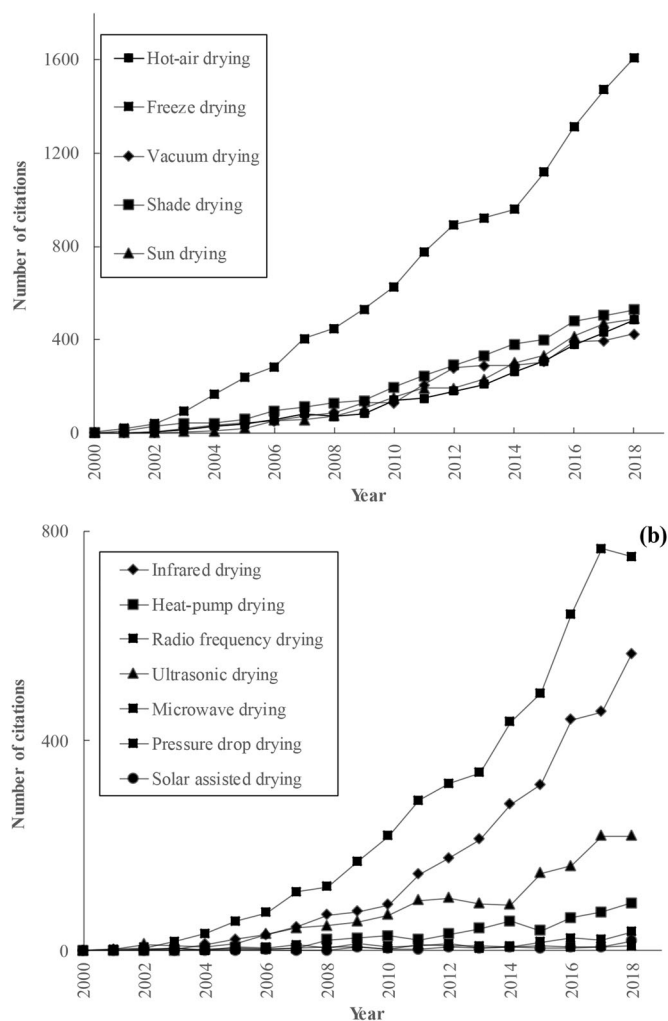 1600
1200
800
400
0
Number of citations
Hot-air drying
Freeze drying
Vacuum drying
Shade drying
Sun drying
2000
2002
2004
2006
2008
2010
2012
2014
2016
2018
Year
(b)
800
400
0
Number of citations
Infrared drying
Heat-pump drying
Radio frequency drying
Ultrasonic drying
Microwave drying
Pressure drop drying
Solar assisted drying
2000
2002
2004
2006
2008
2010
2012
2014
2016
2018
Year